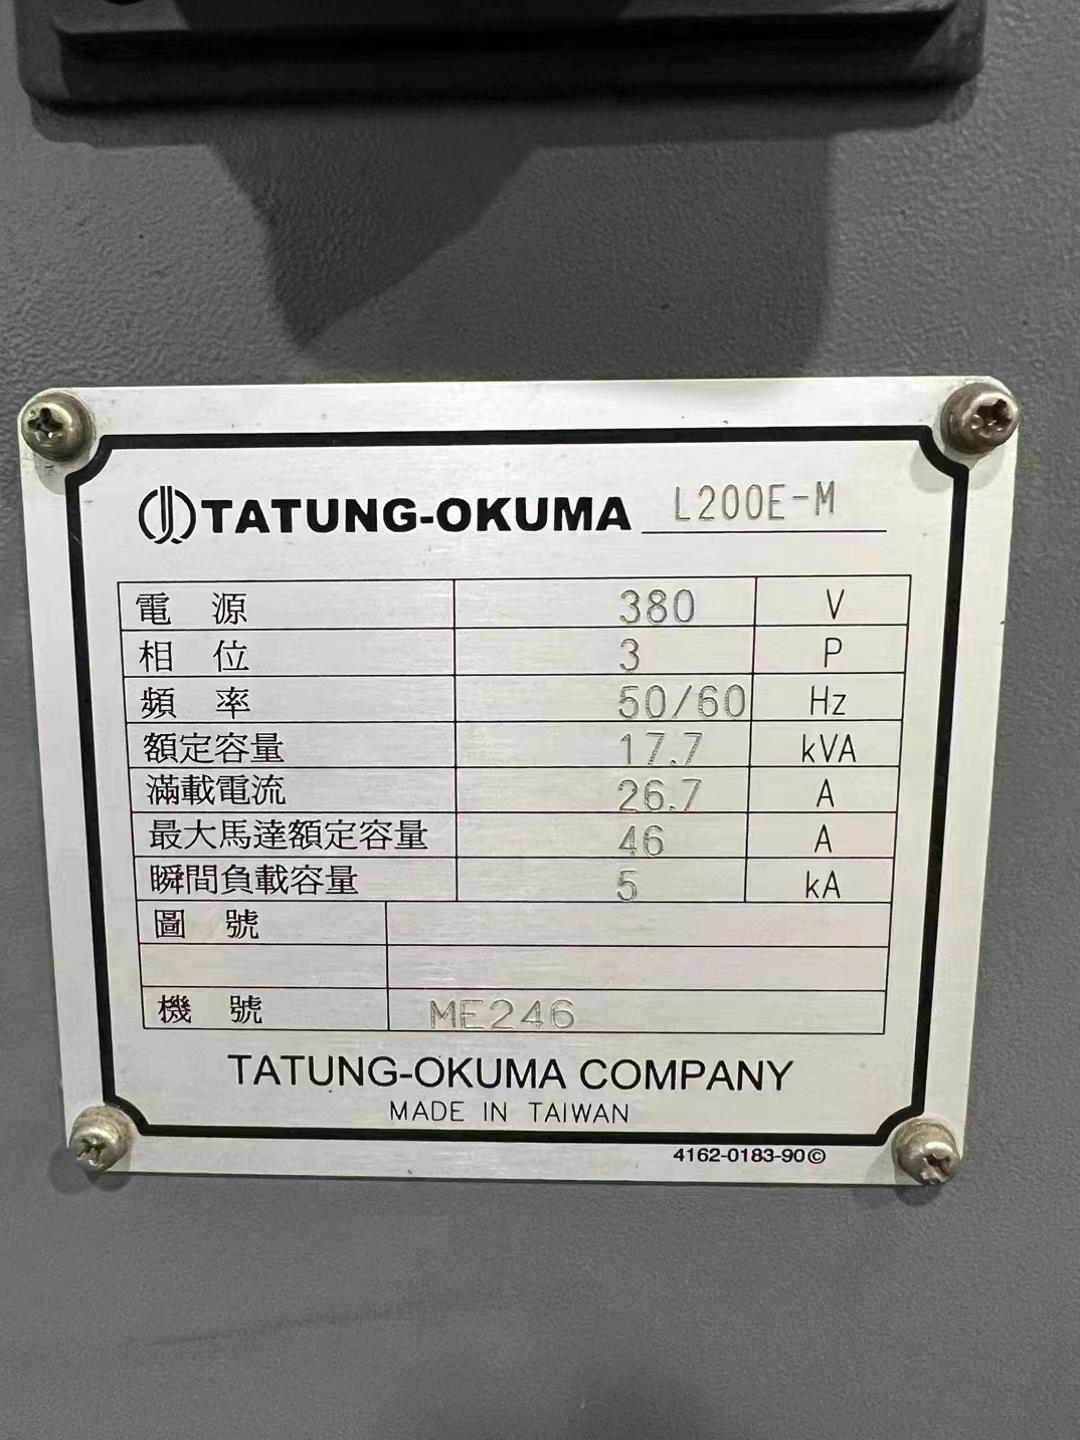 TATUNG-OKUMA L200E-M
電 源 380 V
相 位 3 P
頻 率 50/60 Hz
額定容量 17.7 kVA
滿載電流 26.7 A
最大馬達額定容量 46 A
瞬間負載容量 5 kA
圖 號
機 號 ME246
TATUNG-OKUMA COMPANY
MADE IN TAIWAN
4162-0183-90©